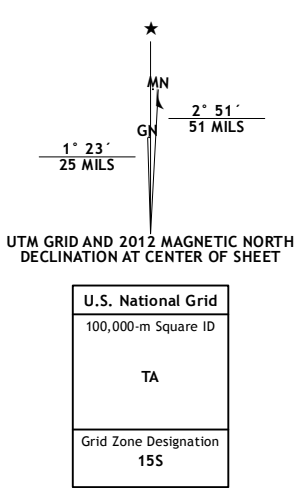 ★
MN
2° 51´
51 MILS
GN
1° 23´
25 MILS
UTM GRID AND 2012 MAGNETIC NORTH
DECLINATION AT CENTER OF SHEET
U.S. National Grid
100,000-m Square ID
TA
Grid Zone Designation
15S